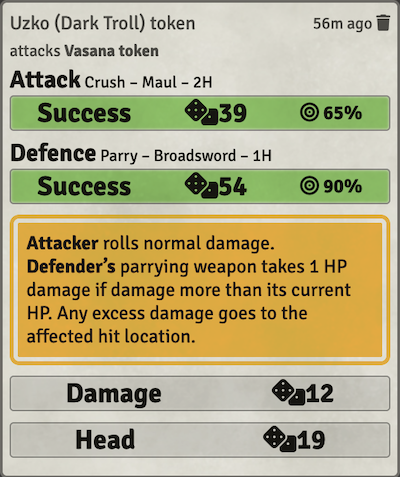 Uzko (Dark Troll) token 56m ago
attacks Vasana token
Attack Crush – Maul – 2H
Success 39 65%
Defence Parry – Broadsword – 1H
Success 54 90%
Attacker rolls normal damage.
Defender's parrying weapon takes 1 HP
damage if damage more than its current
HP. Any excess damage goes to the
affected hit location.
Damage 12
Head 19